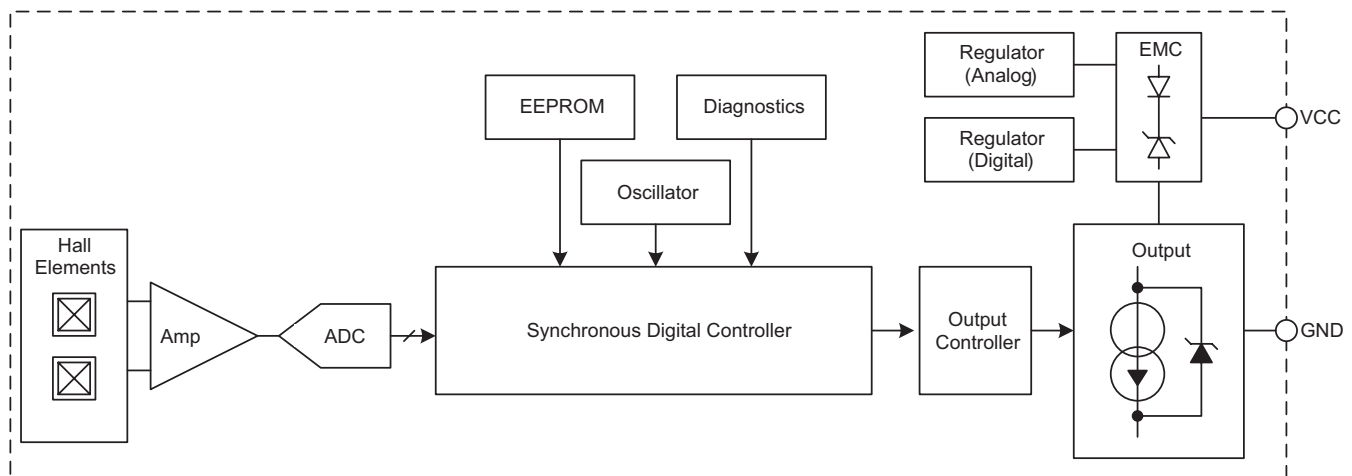 Regulator
(Analog)
EMC
EEPROM
Diagnostics
VCC
Regulator
(Digital)
Oscillator
Hall
Elements
Output
Amp
ADC
Synchronous Digital Controller
Output
Controller
GND